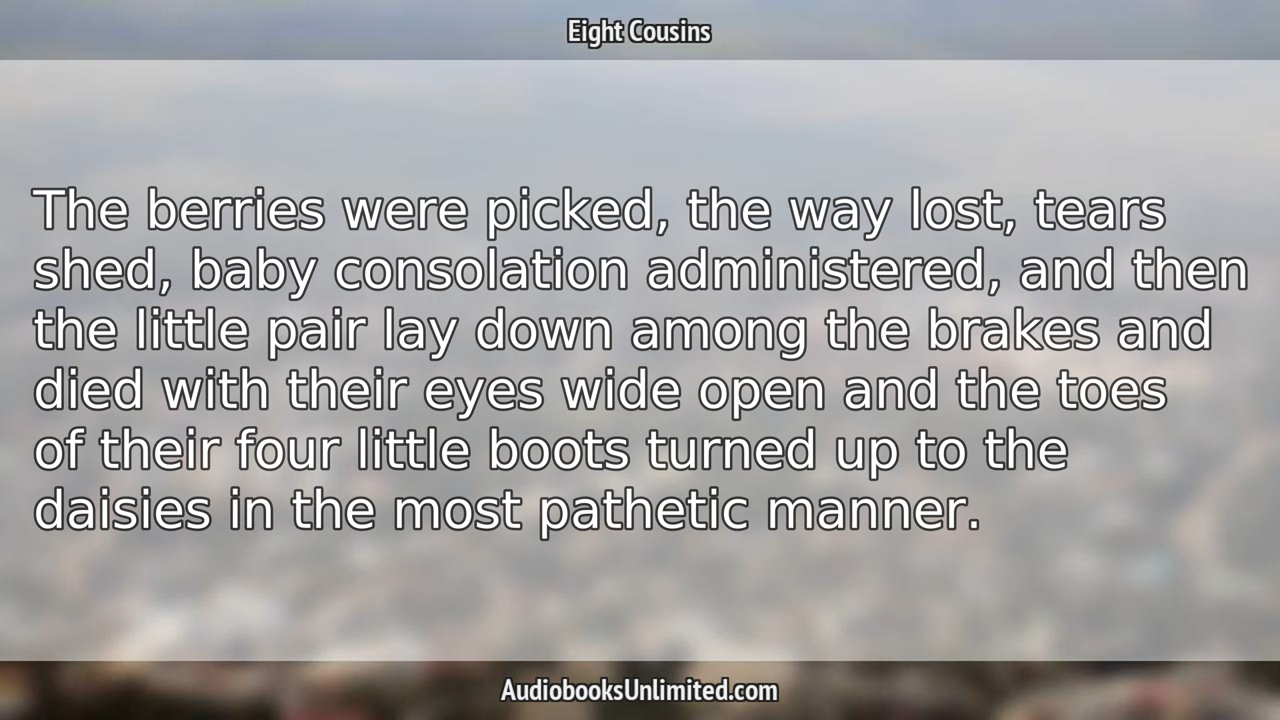 Eight Cousins
The berries were picked, the way lost, tears
shed, baby consolation administered, and then
the little pair lay down among the brakes and
died with their eyes wide open and the toes
of their four little boots turned up to the
daisies in the most pathetic manner.
AudiobooksUnlimited.com